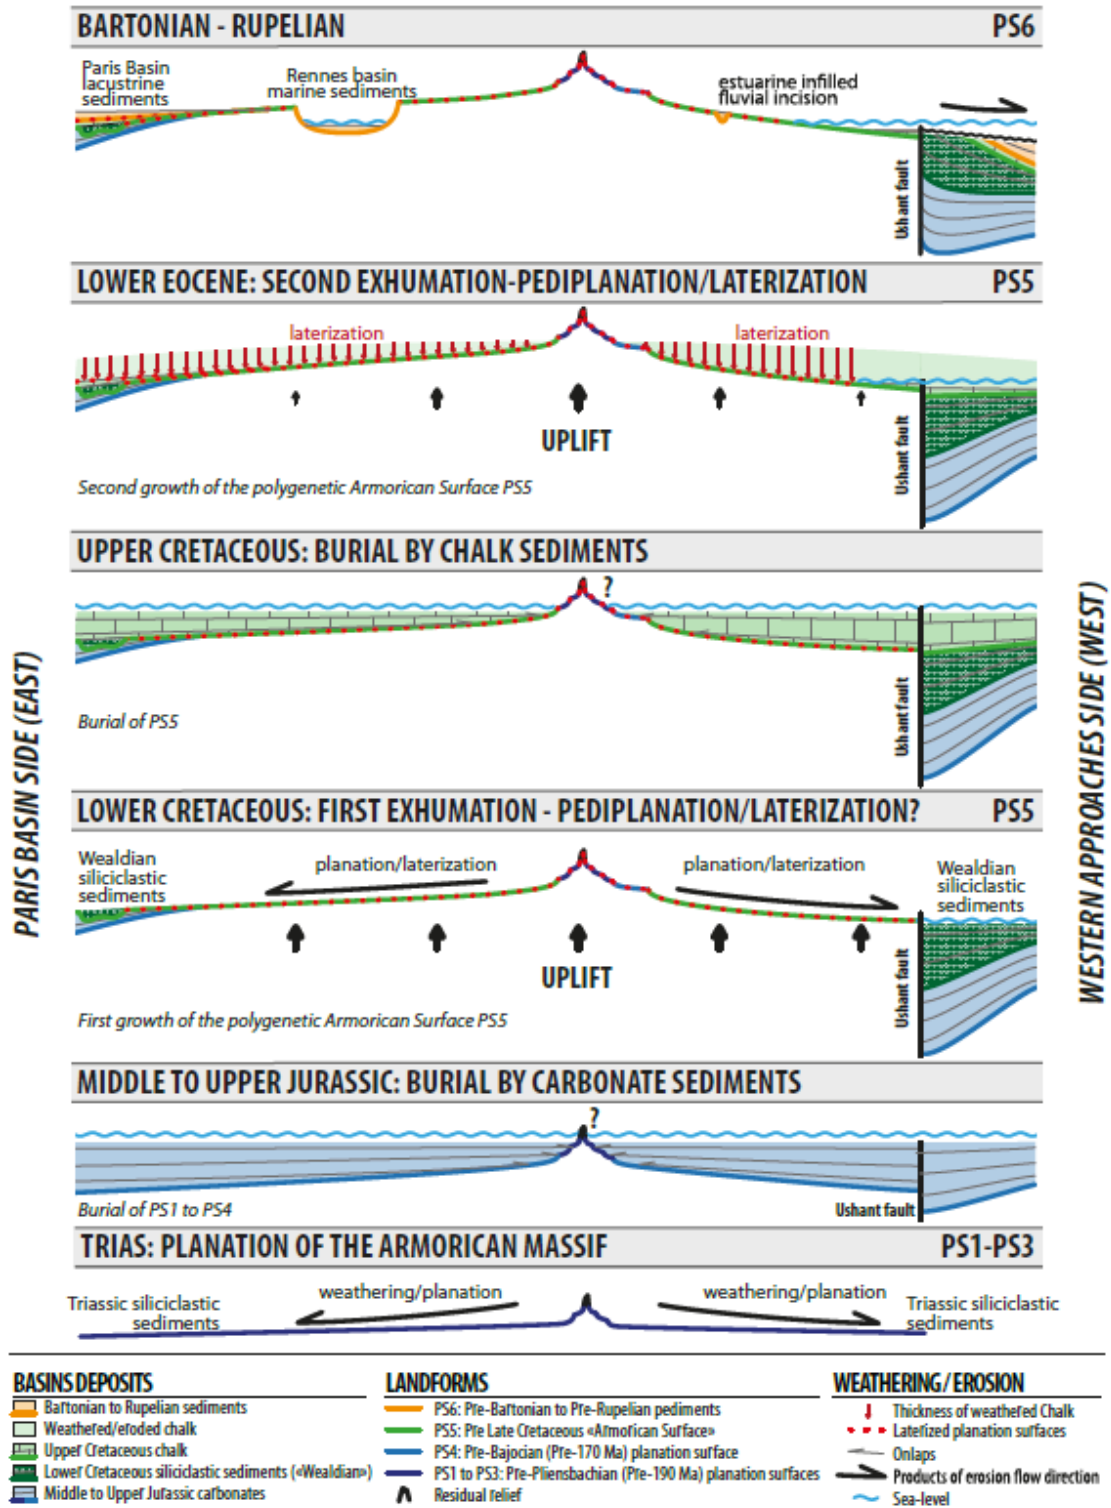 BARTONIAN - RUPELIAN PS6
Paris Basin
lacustrine
sediments
Rennes basin
marine sediments
estuarine infilled
fluvial incision
Ushant fault
LOWER EOCENE: SECOND EXHUMATION-PEDIPLANATION/LATERIZATION PS5
laterization
laterization
UPLIFT
Ushant fault
Second growth of the polygenetic Armorican Surface PS5
UPPER CRETACEOUS: BURIAL BY CHALK SEDIMENTS
?
Ushant fault
Burial of PS5
PARIS BASIN SIDE (EAST)
WESTERN APPROACHES SIDE (WEST)
LOWER CRETACEOUS: FIRST EXHUMATION - PEDIPLANATION/LATERIZATION? PS5
Wealdian
siliciclastic
sediments
planation/laterization
planation/laterization
Wealdian
siliciclastic
sediments
UPLIFT
Ushant fault
First growth of the polygenetic Armorican Surface PS5
MIDDLE TO UPPER JURASSIC: BURIAL BY CARBONATE SEDIMENTS
?
Burial of PS1 to PS4
Ushant fault
TRIAS: PLANATION OF THE ARMORICAN MASSIF PS1-PS3
Triassic siliciclastic
sediments
weathering/planation
weathering/planation
Triassic siliciclastic
sediments
BASINS DEPOSITS
Bartonian to Rupelian sediments
Weathered/eroded chalk
Upper Cretaceous chalk
Lower Cretaceous siliciclastic sediments («Wealdian»)
Middle to Upper Jurassic carbonates
LANDFORMS
PS6: Pre-Bartonian to Pre-Rupelian pediments
PS5: Pre Late Cretaceous «Armorican Surface»
PS4: Pre-Bajocian (Pre-170 Ma) planation surface
PS1 to PS3: Pre-Pliensbachian (Pre-190 Ma) planation surfaces
Residual relief
WEATHERING / EROSION
Thickness of weathered Chalk
Laterized planation surfaces
Onlaps
Products of erosion flow direction
Sea-level